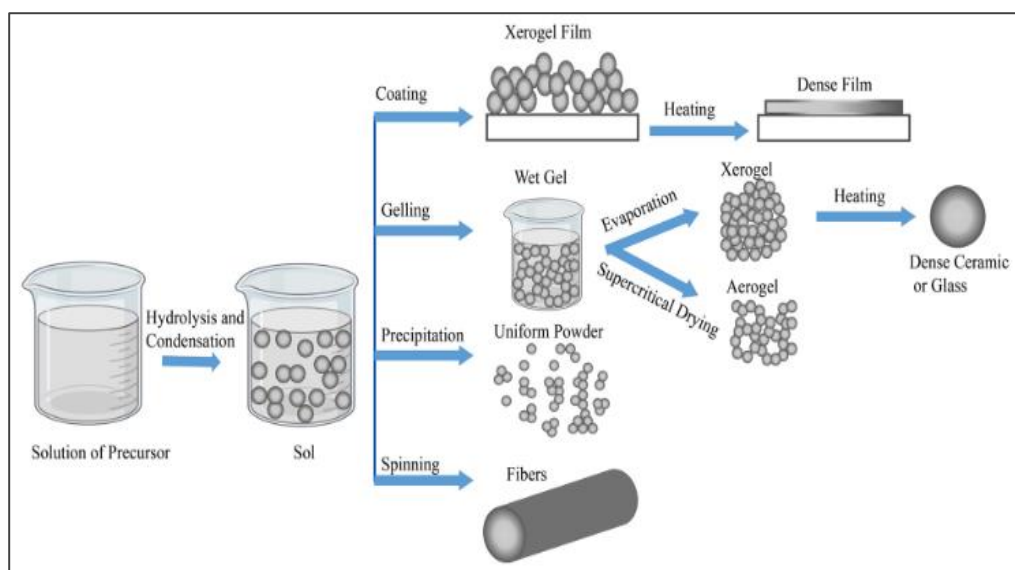 Xerogel Film
Coating
Heating
Dense Film
Wet Gel
Gelling
Evaporation
Supercritical Drying
Xerogel
Heating
Dense Ceramic
or Glass
Aerogel
Hydrolysis and
Condensation
Precipitation
Uniform Powder
Solution of Precursor
Sol
Spinning
Fibers